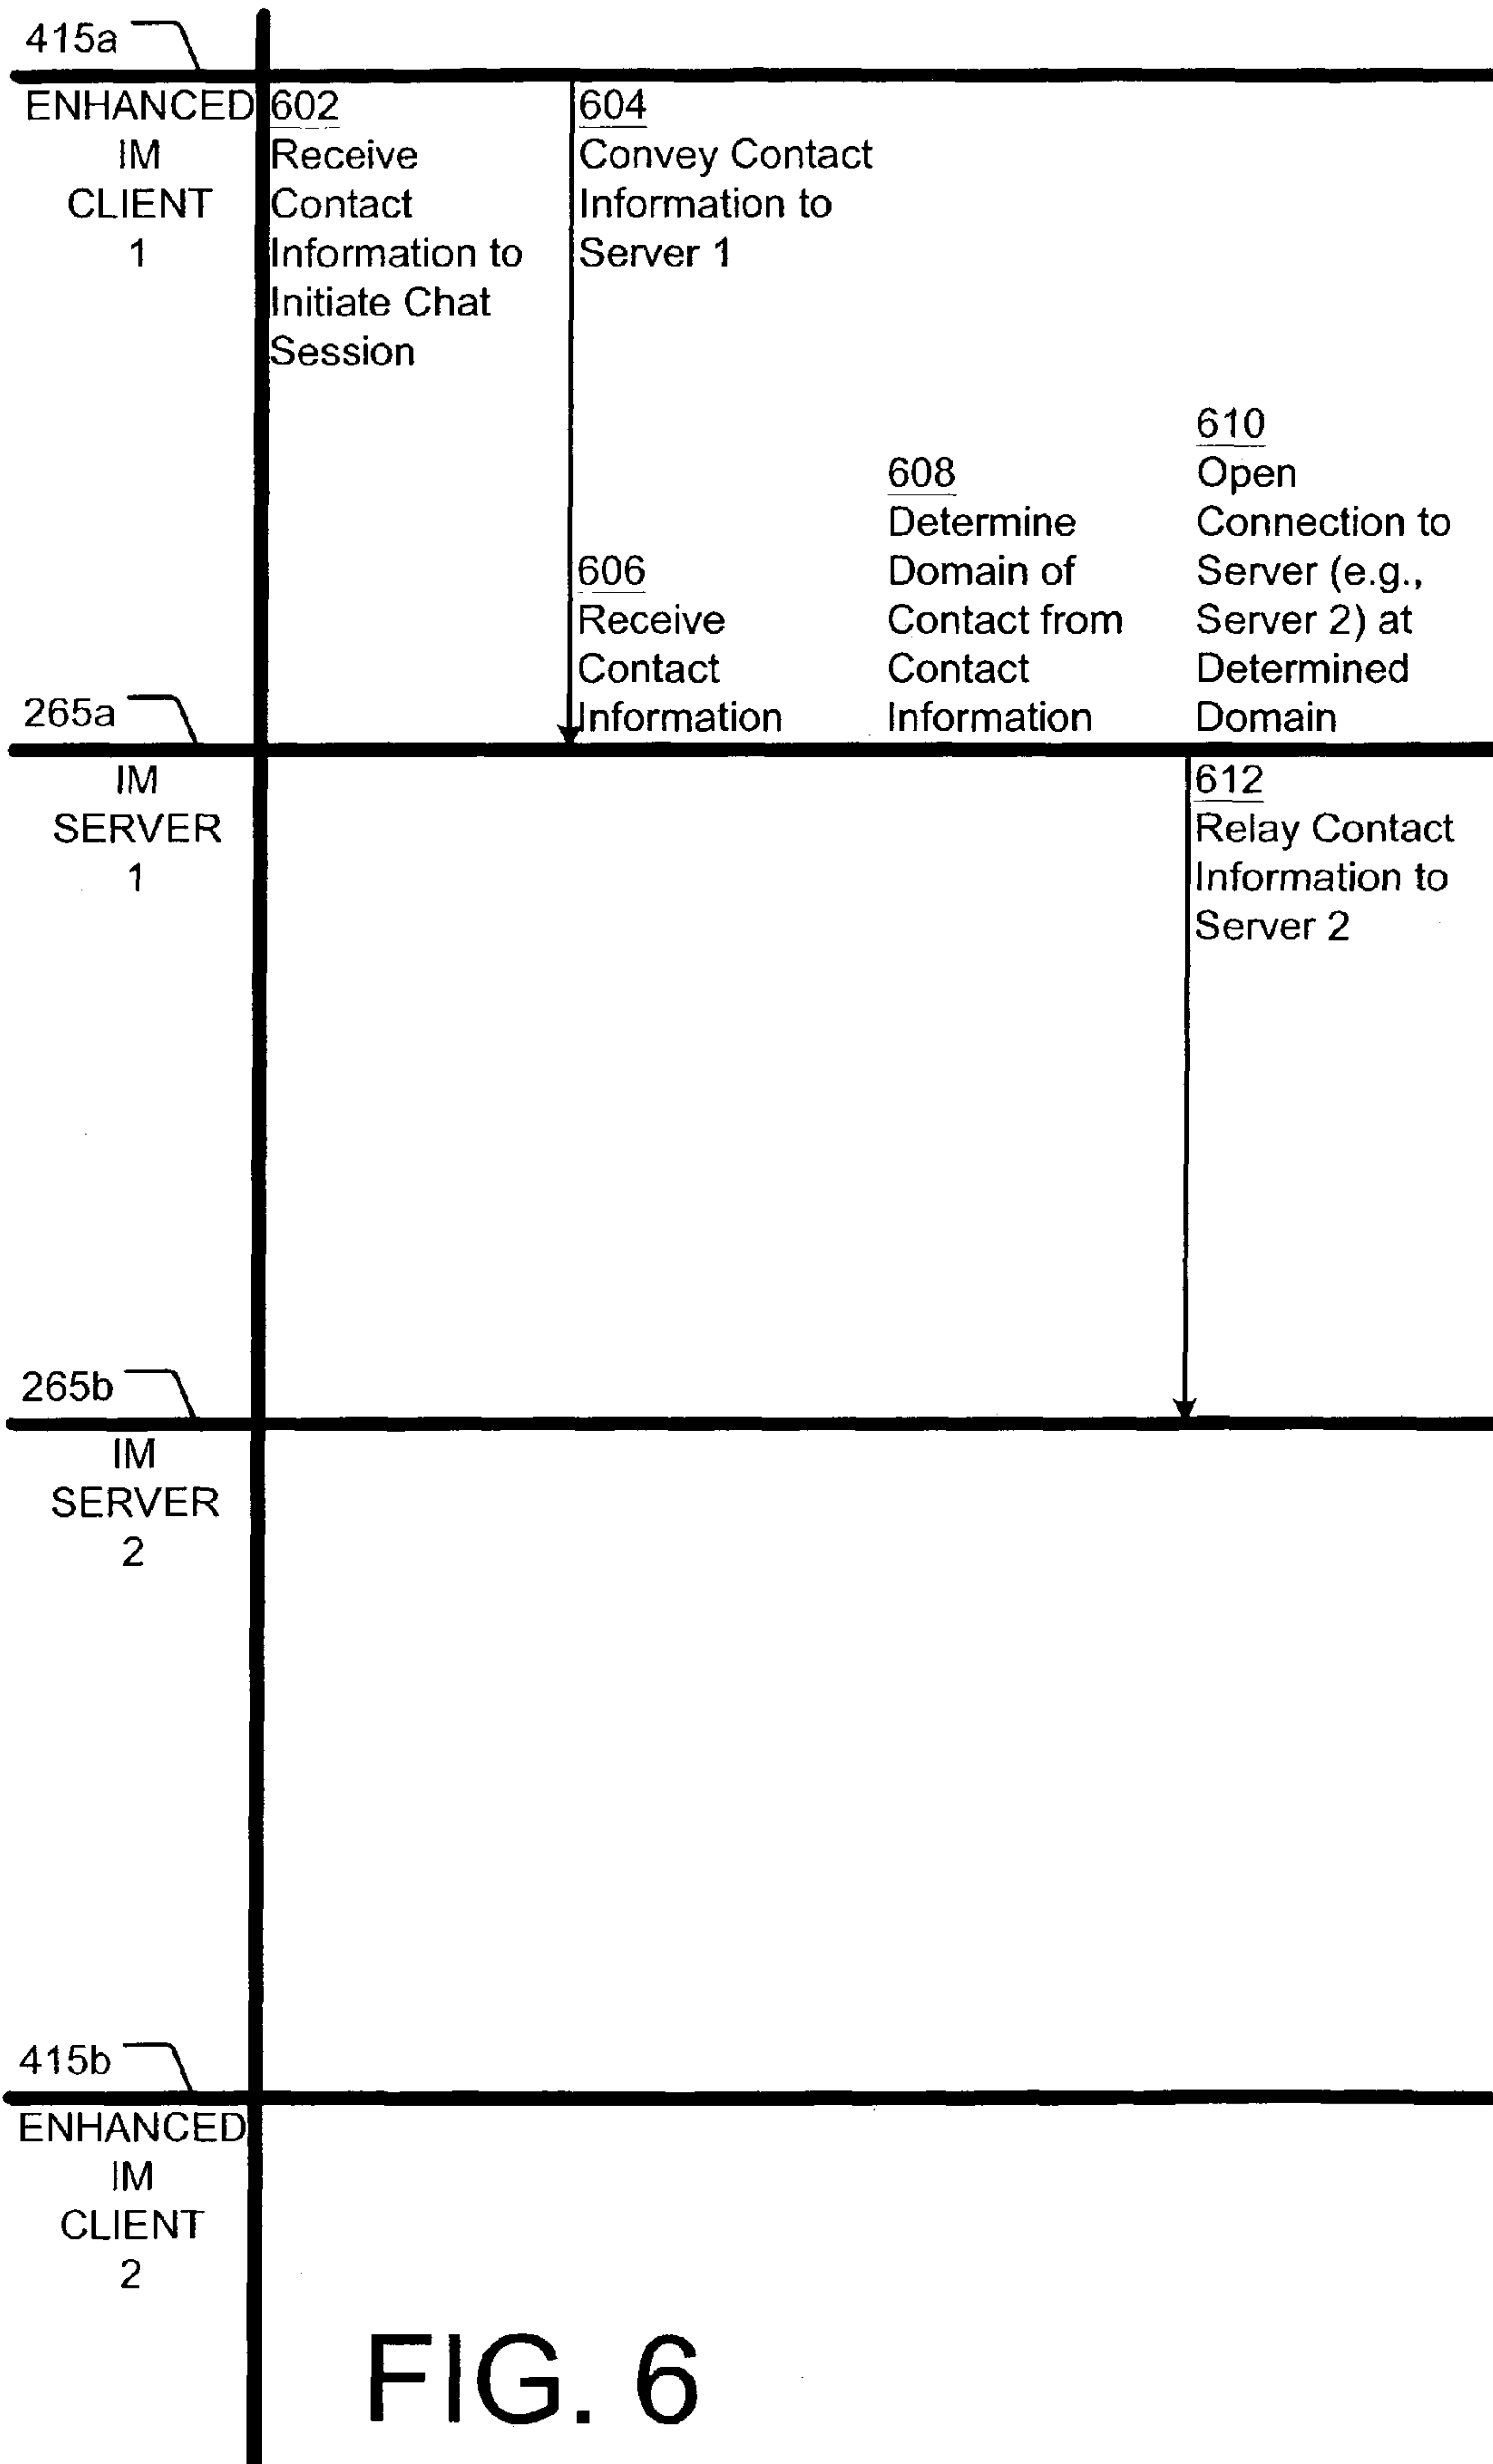 415a
ENHANCED
IM
CLIENT
1
602
Receive
Contact
Information to
Initiate Chat
Session
604
Convey Contact
Information to
Server 1
606
Receive
Contact
Information
608
Determine
Domain of
Contact from
Contact
Information
610
Open
Connection to
Server (e.g.,
Server 2) at
Determined
Domain
265a
IM
SERVER
1
612
Relay Contact
Information to
Server 2
265b
IM
SERVER
2
415b
ENHANCED
IM
CLIENT
2
FIG. 6